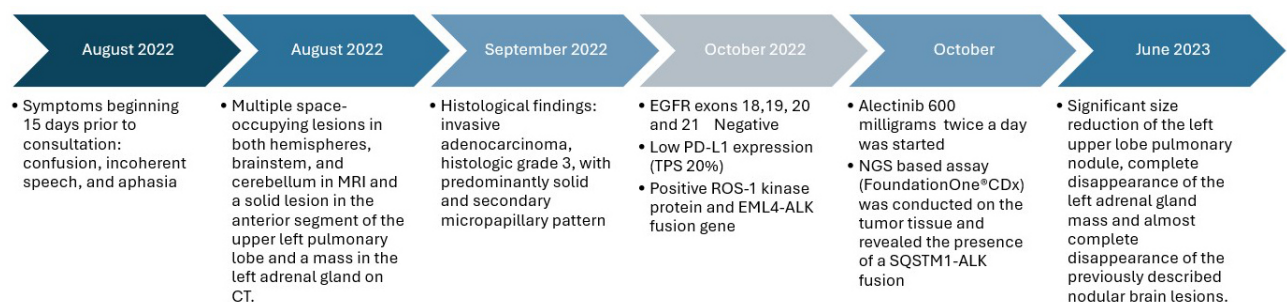 August 2022
August 2022
September 2022
October 2022
October
June 2023
• Symptoms beginning
15 days prior to
consultation:
confusion, incoherent
speech, and aphasia
• Multiple space-
occupying lesions in
both hemispheres,
brainstem, and
cerebellum in MRI and
a solid lesion in the
anterior segment of the
upper left pulmonary
lobe and a mass in the
left adrenal gland on
CT.
• Histological findings:
invasive
adenocarcinoma,
histologic grade 3, with
predominantly solid
and secondary
micropapillary pattern
• EGFR exons 18,19, 20
and 21 Negative
• Low PD-L1 expression
(TPS 20%)
• Positive ROS-1 kinase
protein and EML4-ALK
fusion gene
• Alectinib 600
milligrams twice a day
was started
• NGS based assay
(FoundationOne®CDx)
was conducted on the
tumor tissue and
revealed the presence
of a SQSTM1-ALK
fusion
• Significant size
reduction of the left
upper lobe pulmonary
nodule, complete
disappearance of the
left adrenal gland
mass and almost
complete
disappearance of the
previously described
nodular brain lesions.